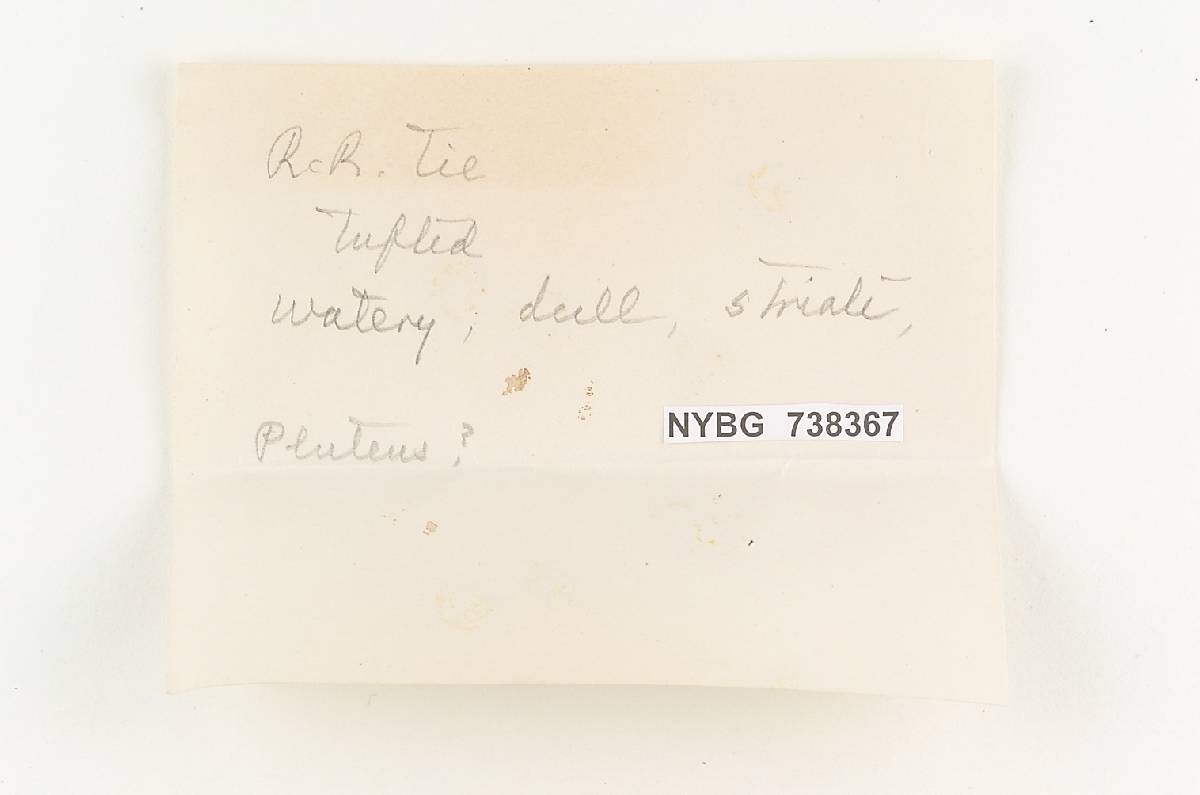 R.R. Tie
Tufted
Watery, dull, striate,
NYBG 738367
Pluteus?